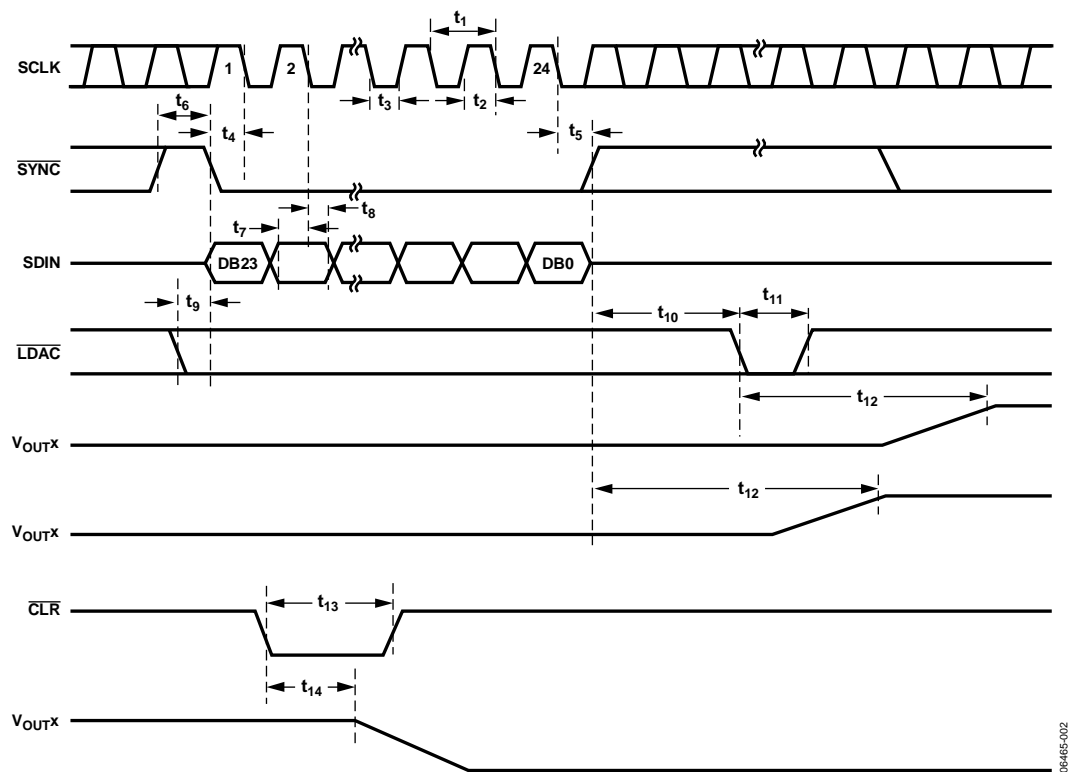 t1
SCLK
1
2
24
t6
t4
t3
t2
t5
SYNC
t7
t8
SDIN
DB23
DB0
t9
t10
t11
LDAC
t12
VOUTx
t12
VOUTx
CLR
t13
t14
VOUTx
06465-002